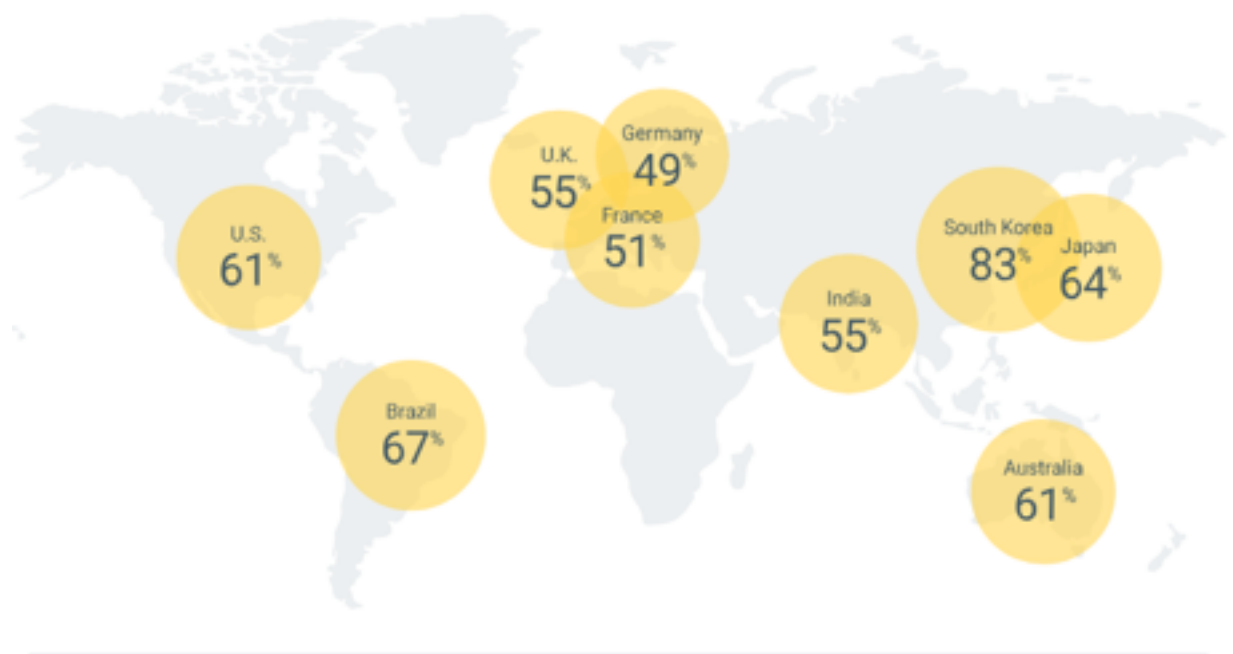 Germany
49%
U.K.
55%
France
51%
U.S.
61%
South Korea
83%
Japan
64%
India
55%
Brazil
67%
Australia
61%